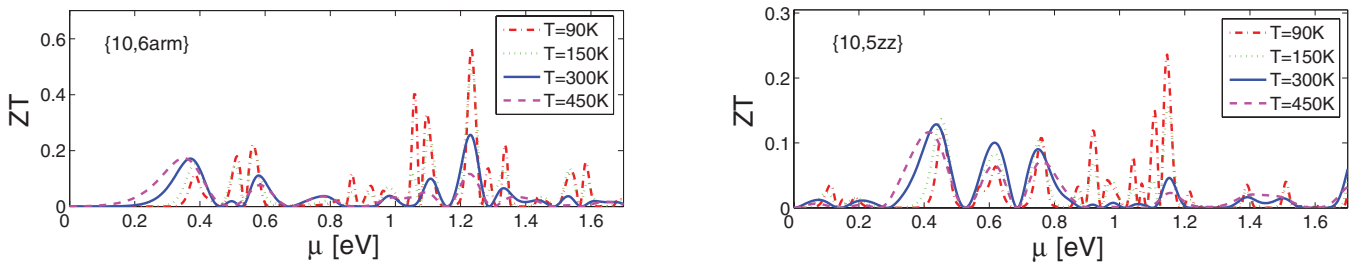 {10,6arm}
T=90K
T=150K
T=300K
T=450K
ZT
0.6
0.4
0.2
0
0 0.2 0.4 0.6 0.8 1 1.2 1.4 1.6
μ [eV]
{10,5zz}
T=90K
T=150K
T=300K
T=450K
ZT
0.3
0.2
0.1
0
0 0.2 0.4 0.6 0.8 1 1.2 1.4 1.6
μ [eV]